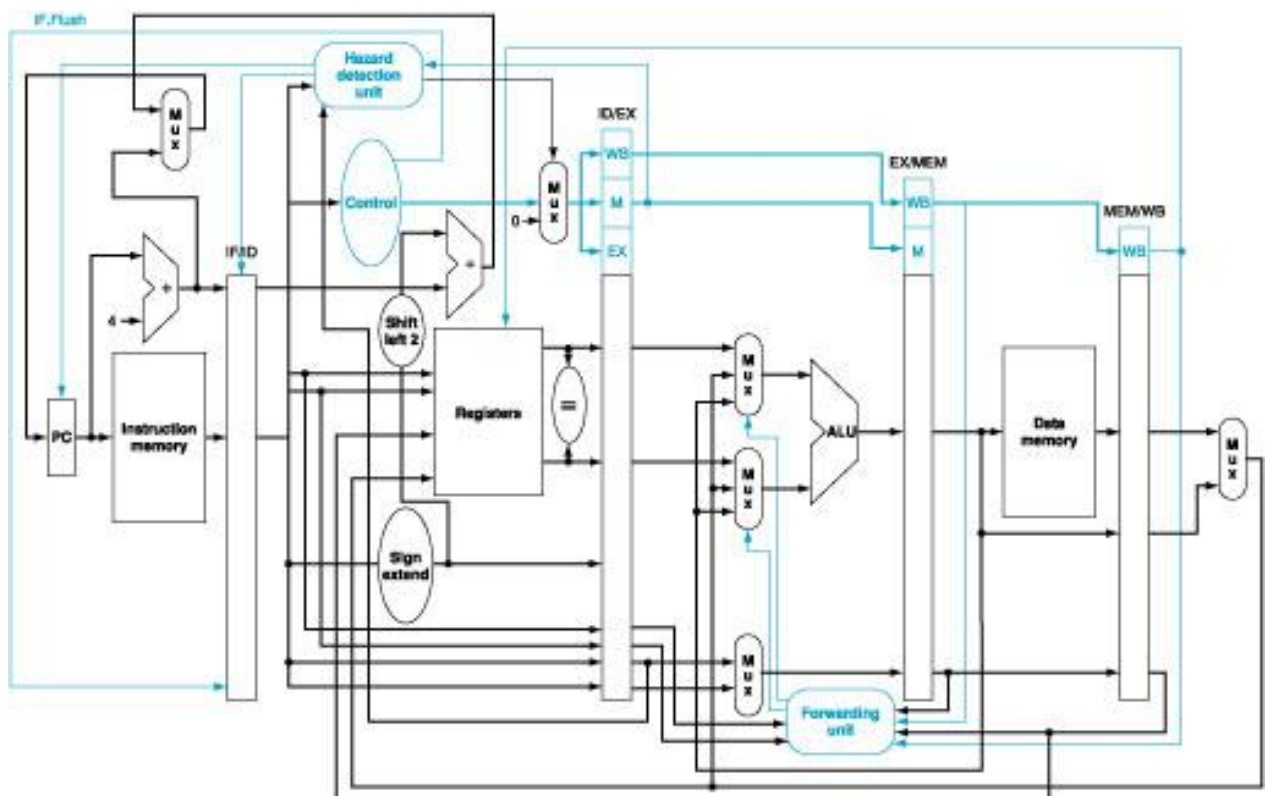 IF.Flush
Hazard
detection
unit
M
u
x
ID/EX
WB
EX/MEM
Control
M
u
x
0
M
WB
MEM/WB
IF/ID
EX
M
WB
+
+
4
Shift
left 2
M
u
x
PC
Instruction
memory
Registers
=
ALU
Data
memory
M
u
x
M
u
x
Sign
extend
M
u
x
Forwarding
unit